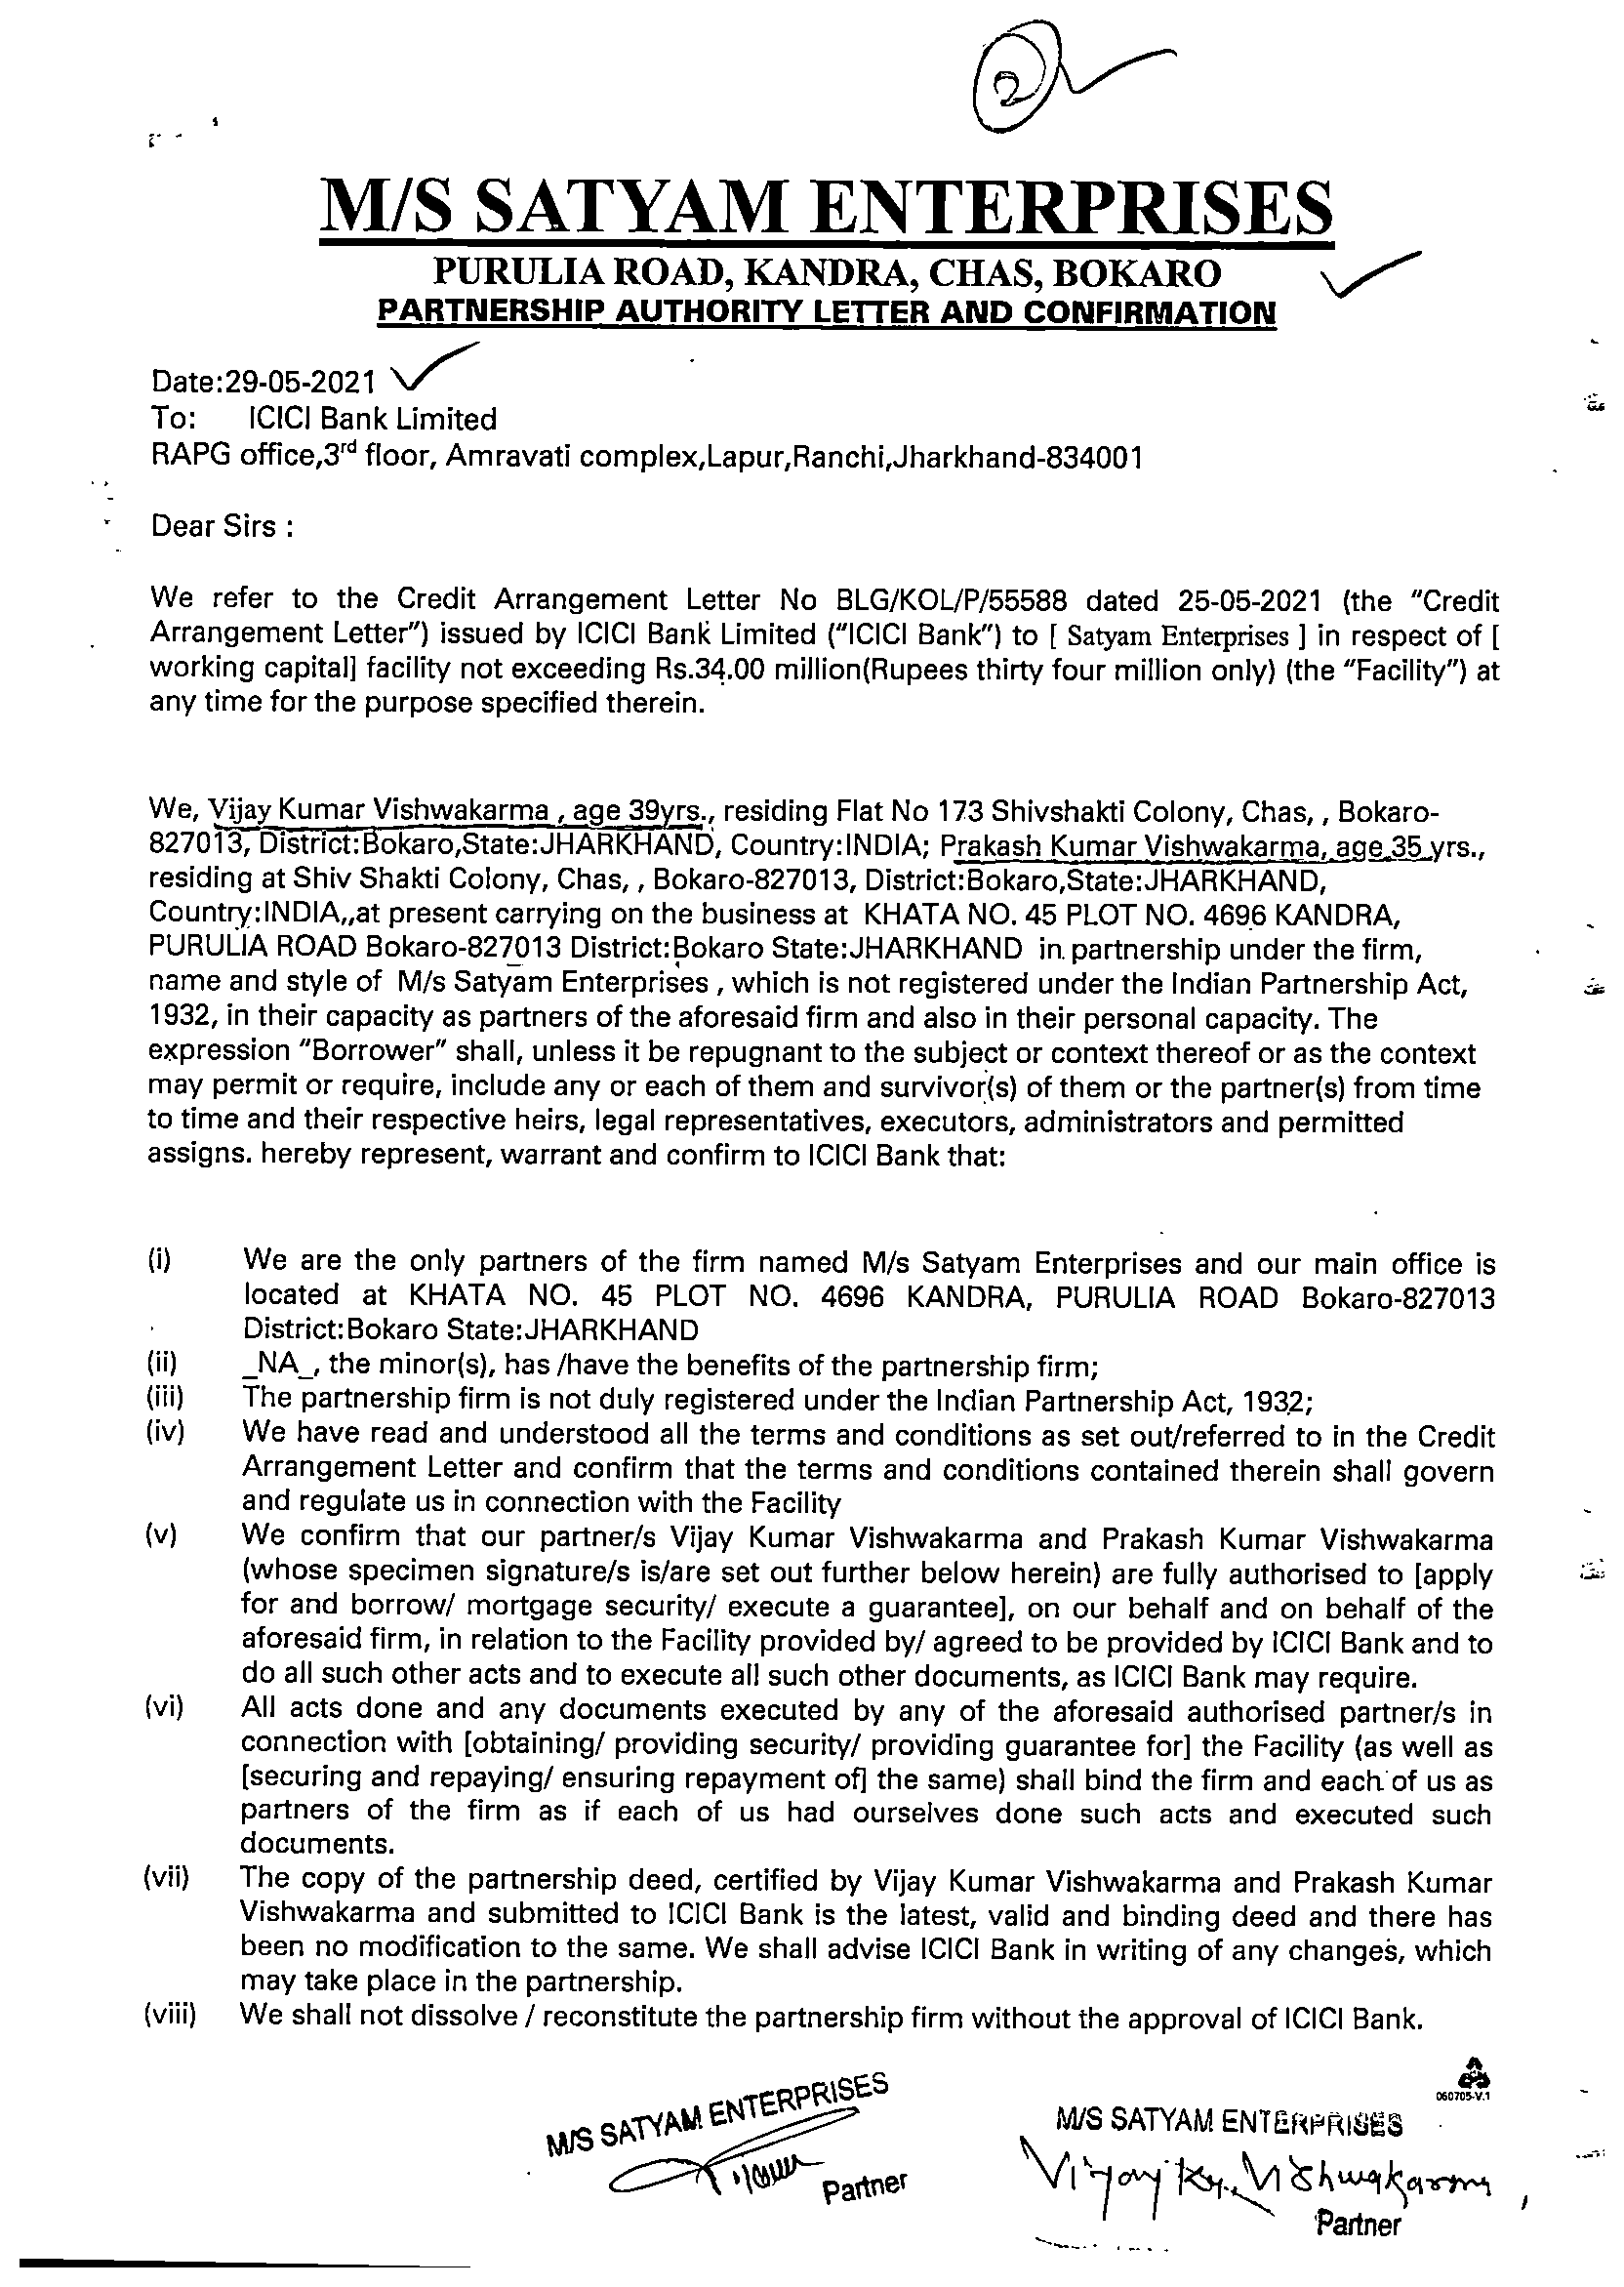 2
M/S SATYAM ENTERPRISES
PURULIA ROAD, KANDRA, CHAS, BOKARO
PARTNERSHIP AUTHORITY LETTER AND CONFIRMATION
Date:29-05-2021
To: ICICI Bank Limited
RAPG office,3rd floor, Amravati complex,Lapur,Ranchi,Jharkhand-834001
Dear Sirs :
We refer to the Credit Arrangement Letter No BLG/KOL/P/55588 dated 25-05-2021 (the “Credit
Arrangement Letter”) issued by ICICI Bank Limited (“ICICI Bank”) to [ Satyam Enterprises ] in respect of [
working capital] facility not exceeding Rs.34.00 million(Rupees thirty four million only) (the “Facility”) at
any time for the purpose specified therein.
We, Vijay Kumar Vishwakarma , age 39yrs., residing Flat No 173 Shivshakti Colony, Chas, , Bokaro-
827013, District:Bokaro,State:JHARKHAND, Country:INDIA; Prakash Kumar Vishwakarma, age 35 yrs.,
residing at Shiv Shakti Colony, Chas, , Bokaro-827013, District:Bokaro,State:JHARKHAND,
Country:INDIA,,at present carrying on the business at KHATA NO. 45 PLOT NO. 4696 KANDRA,
PURULIA ROAD Bokaro-827013 District:Bokaro State:JHARKHAND in partnership under the firm,
name and style of M/s Satyam Enterprises , which is not registered under the Indian Partnership Act,
1932, in their capacity as partners of the aforesaid firm and also in their personal capacity. The
expression “Borrower” shall, unless it be repugnant to the subject or context thereof or as the context
may permit or require, include any or each of them and survivor(s) of them or the partner(s) from time
to time and their respective heirs, legal representatives, executors, administrators and permitted
assigns. hereby represent, warrant and confirm to ICICI Bank that:
(i) We are the only partners of the firm named M/s Satyam Enterprises and our main office is
located at KHATA NO. 45 PLOT NO. 4696 KANDRA, PURULIA ROAD Bokaro-827013
District:Bokaro State:JHARKHAND
(ii) _NA_, the minor(s), has /have the benefits of the partnership firm;
(iii) The partnership firm is not duly registered under the Indian Partnership Act, 1932;
(iv) We have read and understood all the terms and conditions as set out/referred to in the Credit
Arrangement Letter and confirm that the terms and conditions contained therein shall govern
and regulate us in connection with the Facility
(v) We confirm that our partner/s Vijay Kumar Vishwakarma and Prakash Kumar Vishwakarma
(whose specimen signature/s is/are set out further below herein) are fully authorised to [apply
for and borrow/ mortgage security/ execute a guarantee], on our behalf and on behalf of the
aforesaid firm, in relation to the Facility provided by/ agreed to be provided by ICICI Bank and to
do all such other acts and to execute all such other documents, as ICICI Bank may require.
(vi) All acts done and any documents executed by any of the aforesaid authorised partner/s in
connection with [obtaining/ providing security/ providing guarantee for] the Facility (as well as
[securing and repaying/ ensuring repayment of] the same) shall bind the firm and each of us as
partners of the firm as if each of us had ourselves done such acts and executed such
documents.
(vii) The copy of the partnership deed, certified by Vijay Kumar Vishwakarma and Prakash Kumar
Vishwakarma and submitted to ICICI Bank is the latest, valid and binding deed and there has
been no modification to the same. We shall advise ICICI Bank in writing of any changes, which
may take place in the partnership.
(viii) We shall not dissolve / reconstitute the partnership firm without the approval of ICICI Bank.
060705-V.1
M/S SATYAM ENTERPRISES
Partner
M/S SATYAM ENTERPRISES
Vijay Kr. Vishwakarma
Partner